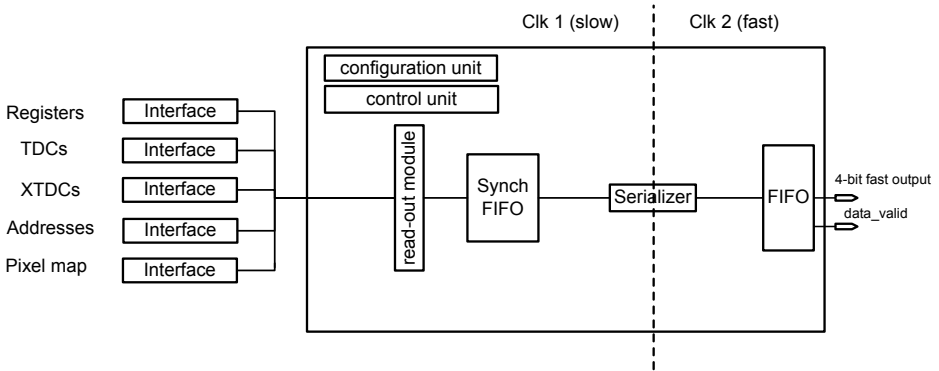 Clk 1 (slow) Clk 2 (fast)
configuration unit
control unit
Registers Interface
TDCs Interface
XTDCs Interface
Addresses Interface
Pixel map Interface
read-out module
Synch
FIFO
Serializer
FIFO
4-bit fast output
data_valid